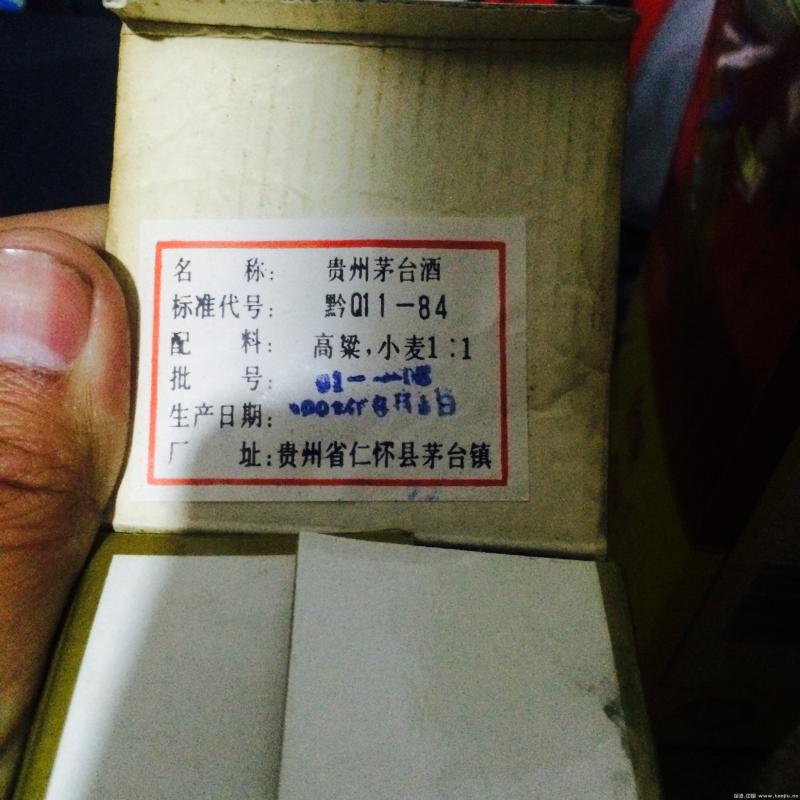 名 称: 贵州茅台酒
标准代号: 黔Q11-84
配 料: 高粱,小麦1:1
批 号:
生产日期:
厂 址:贵州省仁怀县茅台镇